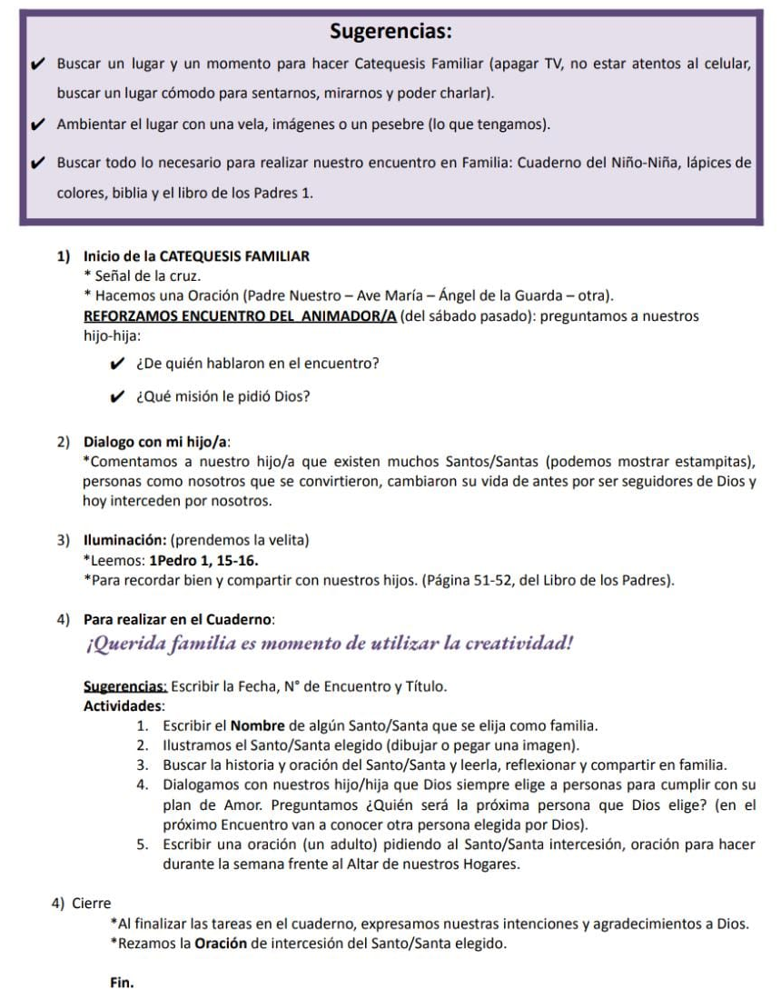 Sugerencias:
✔ Buscar un lugar y un momento para hacer Catequesis Familiar (apagar TV, no estar atentos al celular,
buscar un lugar cómodo para sentarnos, mirarnos y poder charlar).
✔ Ambientar el lugar con una vela, imágenes o un pesebre (lo que tengamos).
✔ Buscar todo lo necesario para realizar nuestro encuentro en Familia: Cuaderno del Niño-Niña, lápices de
colores, biblia y el libro de los Padres 1.
1) Inicio de la CATEQUESIS FAMILIAR
* Señal de la cruz.
* Hacemos una Oración (Padre Nuestro – Ave María – Ángel de la Guarda – otra).
REFORZAMOS ENCUENTRO DEL ANIMADOR/A (del sábado pasado): preguntamos a nuestros
hijo-hija:
✔ ¿De quién hablaron en el encuentro?
✔ ¿Qué misión le pidió Dios?
2) Dialogo con mi hijo/a:
*Comentamos a nuestro hijo/a que existen muchos Santos/Santas (podemos mostrar estampitas),
personas como nosotros que se convirtieron, cambiaron su vida de antes por ser seguidores de Dios y
hoy interceden por nosotros.
3) Iluminación: (prendemos la velita)
*Leemos: 1Pedro 1, 15-16.
*Para recordar bien y compartir con nuestros hijos. (Página 51-52, del Libro de los Padres).
4) Para realizar en el Cuaderno:
¡Querida familia es momento de utilizar la creatividad!
Sugerencias: Escribir la Fecha, N° de Encuentro y Título.
Actividades:
1. Escribir el Nombre de algún Santo/Santa que se elija como familia.
2. Ilustramos el Santo/Santa elegido (dibujar o pegar una imagen).
3. Buscar la historia y oración del Santo/Santa y leerla, reflexionar y compartir en familia.
4. Dialogamos con nuestros hijo/hija que Dios siempre elige a personas para cumplir con su
plan de Amor. Preguntamos ¿Quién será la próxima persona que Dios elige? (en el
próximo Encuentro van a conocer otra persona elegida por Dios).
5. Escribir una oración (un adulto) pidiendo al Santo/Santa intercesión, oración para hacer
durante la semana frente al Altar de nuestros Hogares.
4) Cierre
*Al finalizar las tareas en el cuaderno, expresamos nuestras intenciones y agradecimientos a Dios.
*Rezamos la Oración de intercesión del Santo/Santa elegido.
Fin.